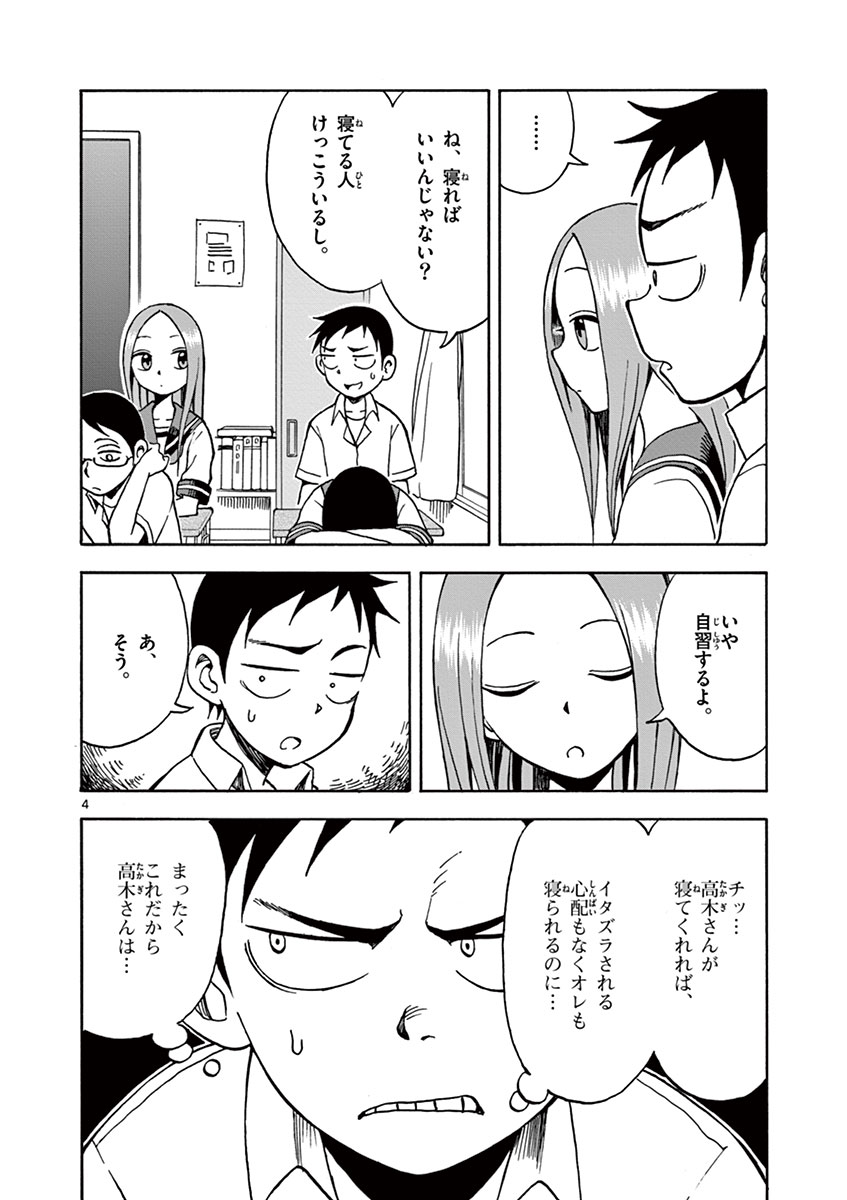 ………
ね、寝れば
いいんじゃない？
寝てる人
けっこういるし。
いや
自習するよ。
あ、
そう。
チッ…
高木さんが
寝てくれれば、
イタズラされる
心配もなくオレも
寝られるのに…
まったく
これだから
高木さんは…
4